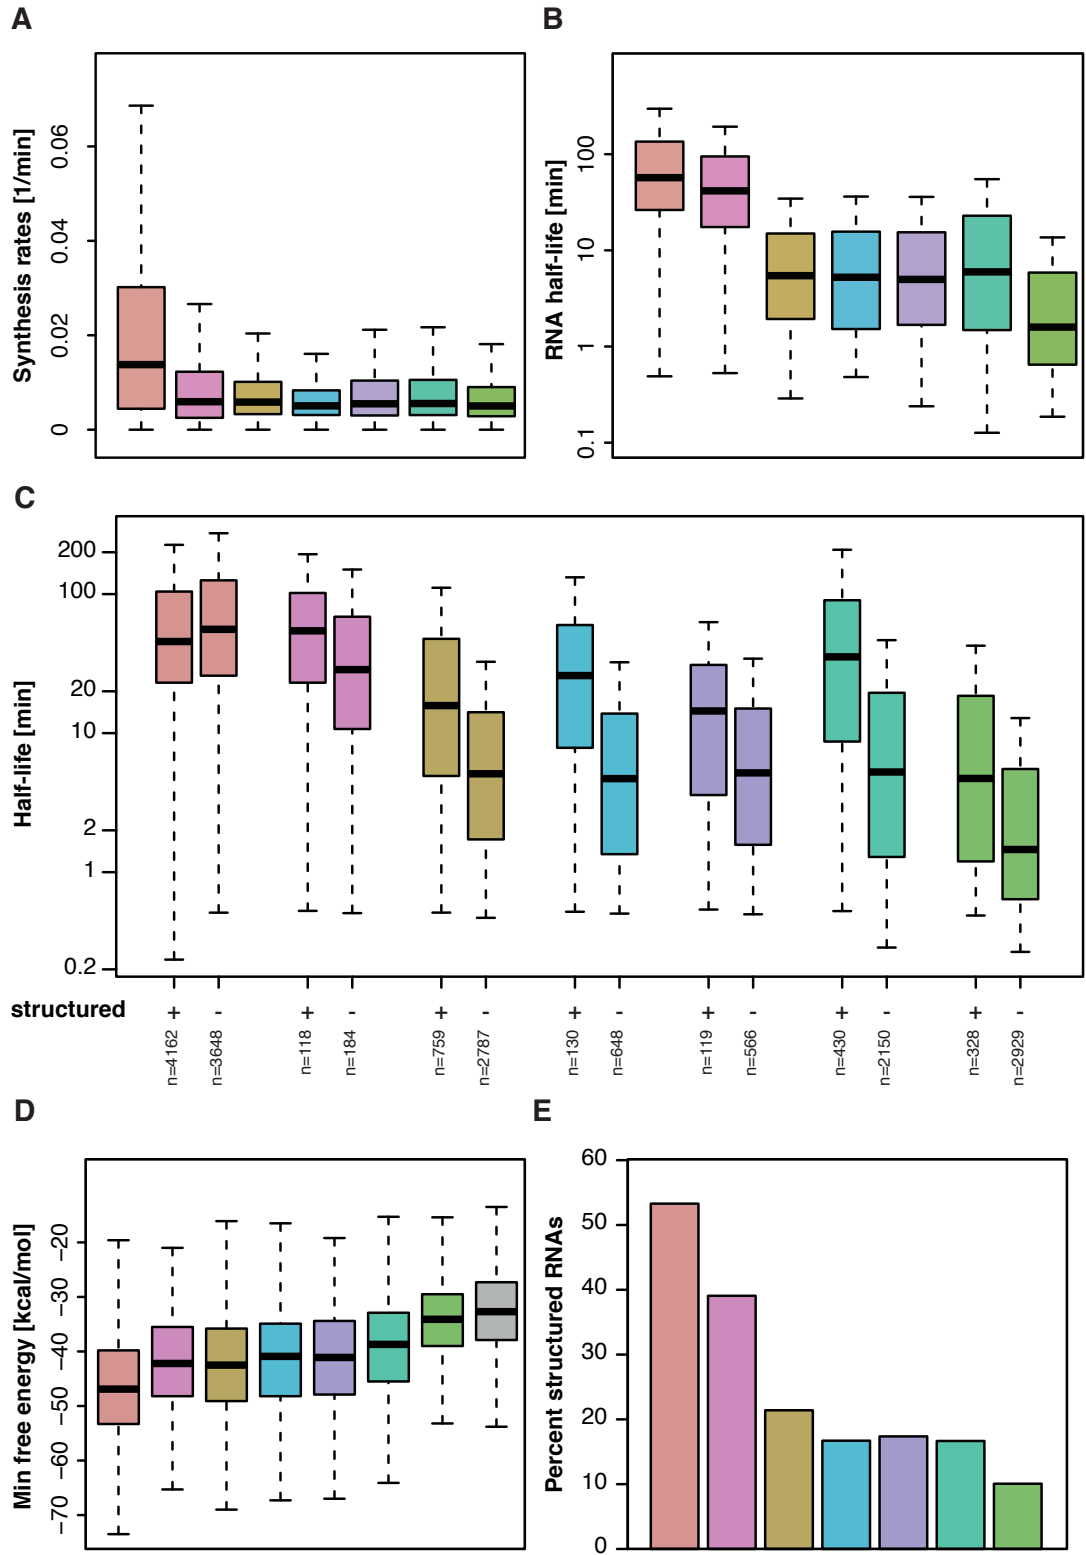 A
Synthesis rates [1/min]
0.06
0.04
0.02
0
B
RNA half-life [min]
100
10
1
0.1
C
Half-life [min]
200
100
20
10
2
1
0.2
structured + - + - + - + - + - + - + -
n=4162 n=3648 n=118 n=184 n=759 n=2787 n=130 n=648 n=119 n=566 n=430 n=2150 n=328 n=2929
D
Min free energy [kcal/mol]
−20
−30
−40
−50
−60
−70
E
Percent structured RNAs
60
50
40
30
20
10
0